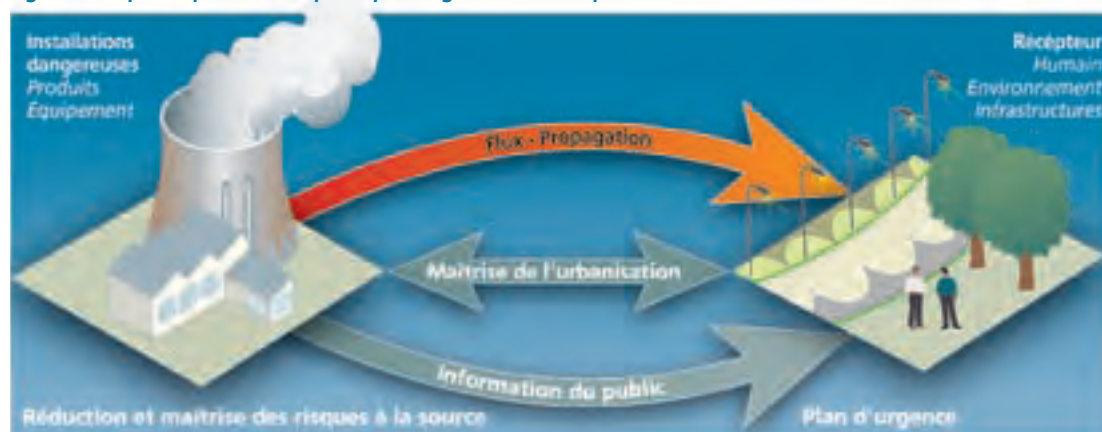 Installations
dangereuses
Produits
Equipement
Récepteur
Humain
Environnement
Infrastructures
Flux - Propagation
Maîtrise de l'urbanisation
Information du public
Réduction et maîtrise des risques à la source
Plan d'urgence